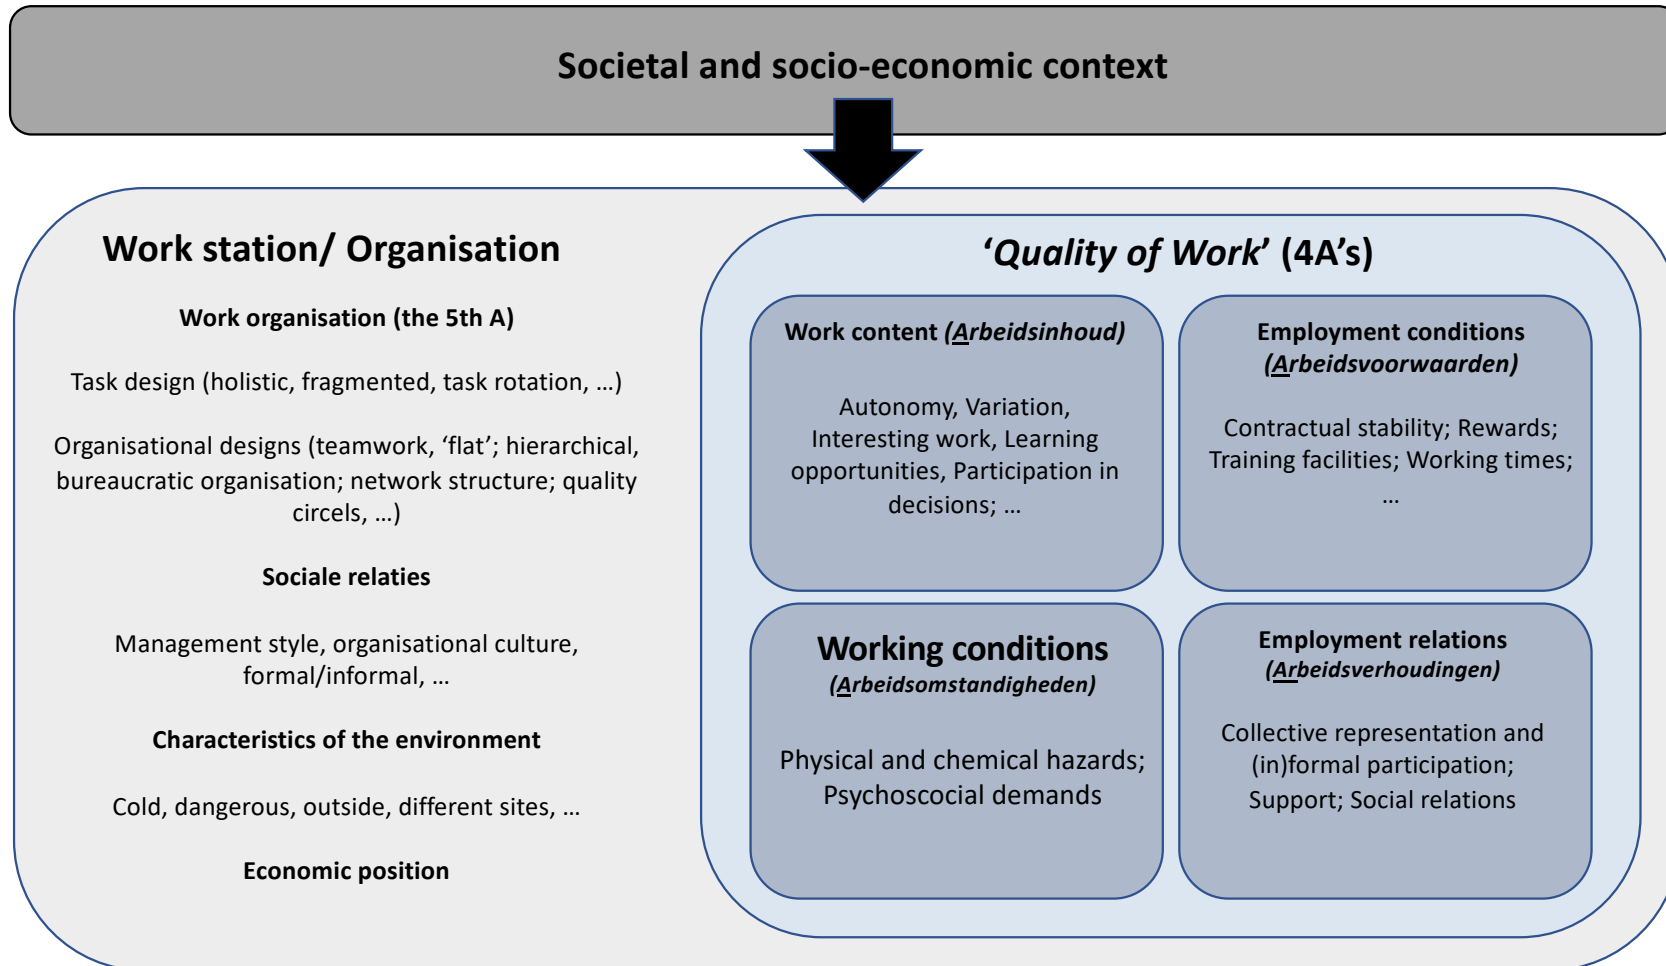 Societal and socio-economic context
Work station/ Organisation
Work organisation (the 5th A)
Task design (holistic, fragmented, task rotation, …)
Organisational designs (teamwork, ‘flat’; hierarchical,
bureaucratic organisation; network structure; quality
circels, …)
Sociale relaties
Management style, organisational culture,
formal/informal, …
Characteristics of the environment
Cold, dangerous, outside, different sites, …
Economic position
‘Quality of Work’ (4A’s)
Work content (Arbeidsinhoud)
Autonomy, Variation,
Interesting work, Learning
opportunities, Participation in
decisions; …
Employment conditions
(Arbeidsvoorwaarden)
Contractual stability; Rewards;
Training facilities; Working times;
…
Working conditions
(Arbeidsomstandigheden)
Physical and chemical hazards;
Psychoscocial demands
Employment relations
(Arbeidsverhoudingen)
Collective representation and
(in)formal participation;
Support; Social relations